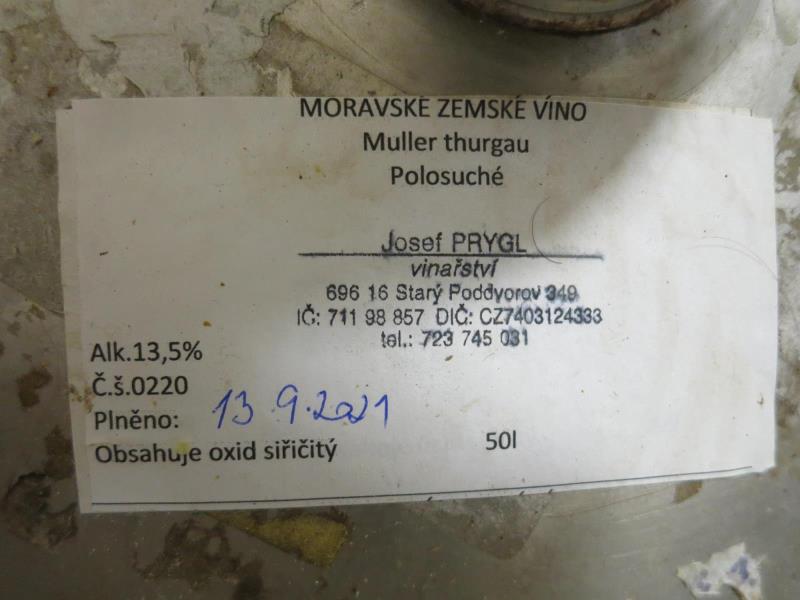 MORAVSKÉ ZEMSKÉ VÍNO
Muller thurgau
Polosuché
Josef PRYGL
vinařství
696 16 Starý Poddvorov 349
IČ: 711 98 857 DIČ: CZ7403124333
tel.: 723 745 031
Alk.13,5%
Č.š.0220
Plněno: 13 9.2021
Obsahuje oxid siřičitý 50l